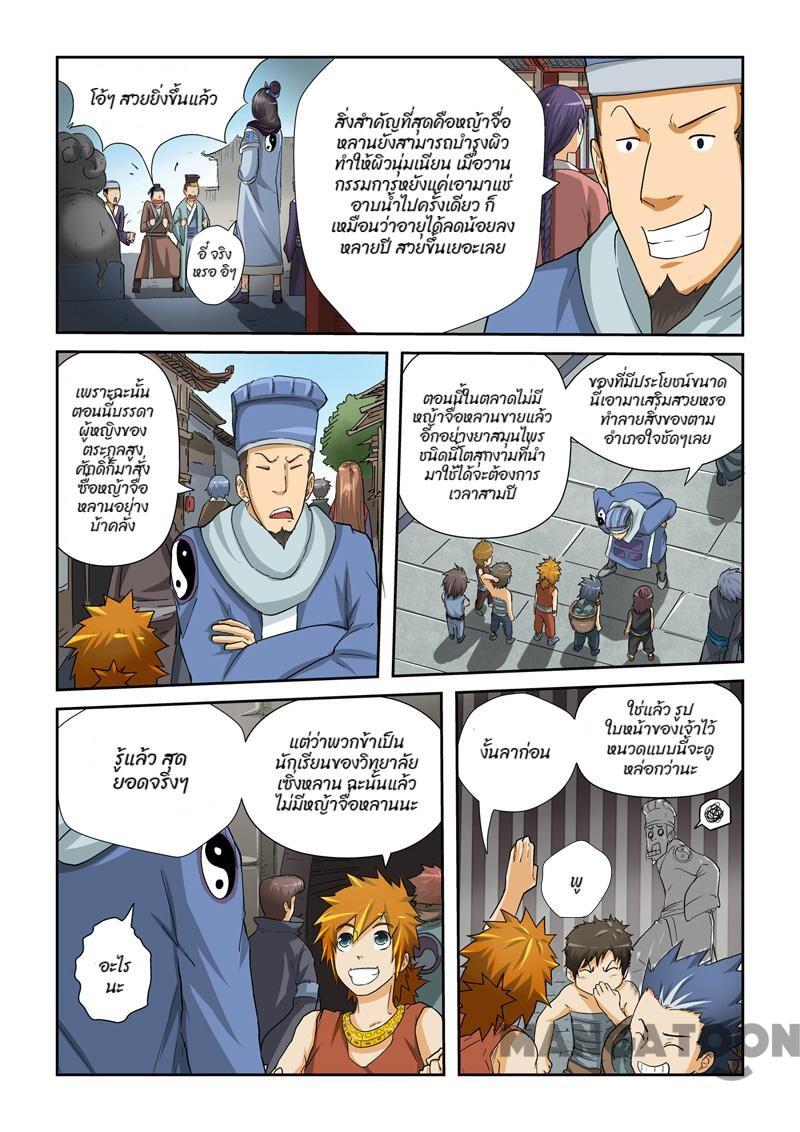 โอ้ๆ สวยยิ่งขึ้นแล้ว
อี๋ จริง
หรอ อิๆ
สิ่งสำคัญที่สุดคือหญ้าจื่อ
หลานยังสามารถบำรุงผิว
ทำให้ผิวนุ่มเนียน เมื่อวาน
กรรมการหยังแค่เอามาแช่
อาบน้ำไปครั้งเดียว ก็
เหมือนว่าอายุได้ลดน้อยลง
หลายปี สวยขึ้นเยอะเลย
เพราะฉะนั้น
ตอนนี้บรรดา
ผู้หญิงของ
ตระกูลสูง
ศักดิ์ก็มาสั่ง
ซื้อหญ้าจื่อ
หลานอย่าง
บ้าคลั่ง
ตอนนี้ในตลาดไม่มี
หญ้าจื่อหลานขายแล้ว
อีกอย่างยาสมุนไพร
ชนิดนี้โตสุกงามที่นำ
มาใช้ได้จะต้องการ
เวลาสามปี
ของที่มีประโยชน์ขนาด
นี้เอามาเสริมสวยหรอ
ทำลายสิ่งของตาม
อำเภอใจชัดๆเลย
รู้แล้ว สุด
ยอดจริงๆ
อะไร
นะ
แต่ว่าพวกข้าเป็น
นักเรียนของวิทยาลัย
เซิ่งหลาน ฉะนั้นแล้ว
ไม่มีหญ้าจื่อหลานนะ
งั้นลาก่อน
ใช่แล้ว รูป
ใบหน้าของเจ้าไว้
หนวดแบบนี้จะดู
หล่อกว่านะ
พู
MANGATOON